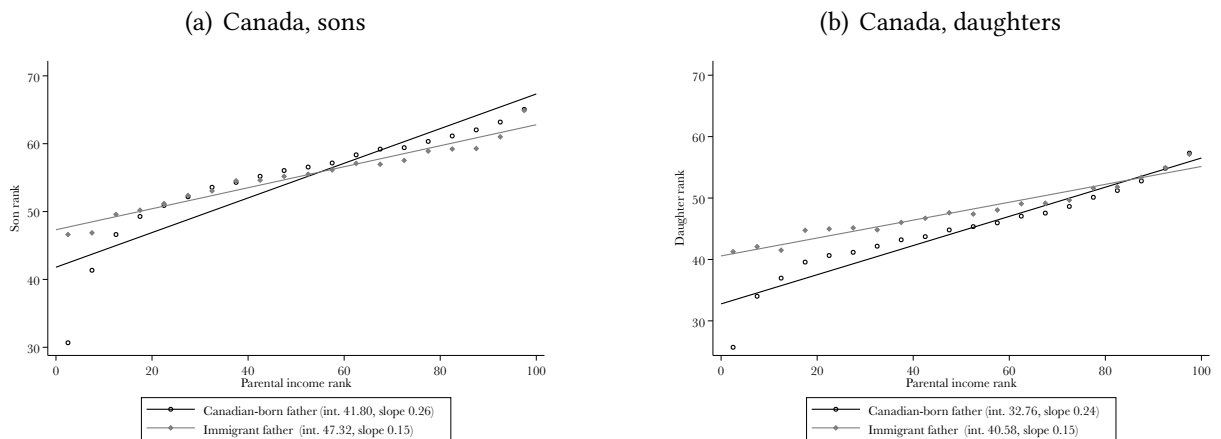 (a) Canada, sons
70
60
50
40
30
Son rank
0 20 40 60 80 100
Parental income rank
Canadian-born father (int. 41.80, slope 0.26)
Immigrant father (int. 47.32, slope 0.15)
(b) Canada, daughters
70
60
50
40
30
Daughter rank
0 20 40 60 80 100
Parental income rank
Canadian-born father (int. 32.76, slope 0.24)
Immigrant father (int. 40.58, slope 0.15)